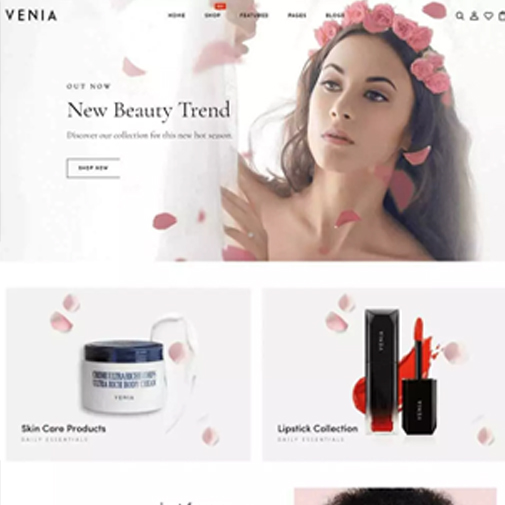 VENIA
HOME SHOP FEATURES PAGES BLOGS
OUT NOW
New Beauty Trend
Discover our collection for this new hot season.
SHOP NOW
CREME ULTRA RICHE CORPS
ULTRA RICH BODY CREAM
VENIA
VENIA
VENIA
Skin Care Products
DAILY ESSENTIALS
Lipstick Collection
DAILY ESSENTIALS